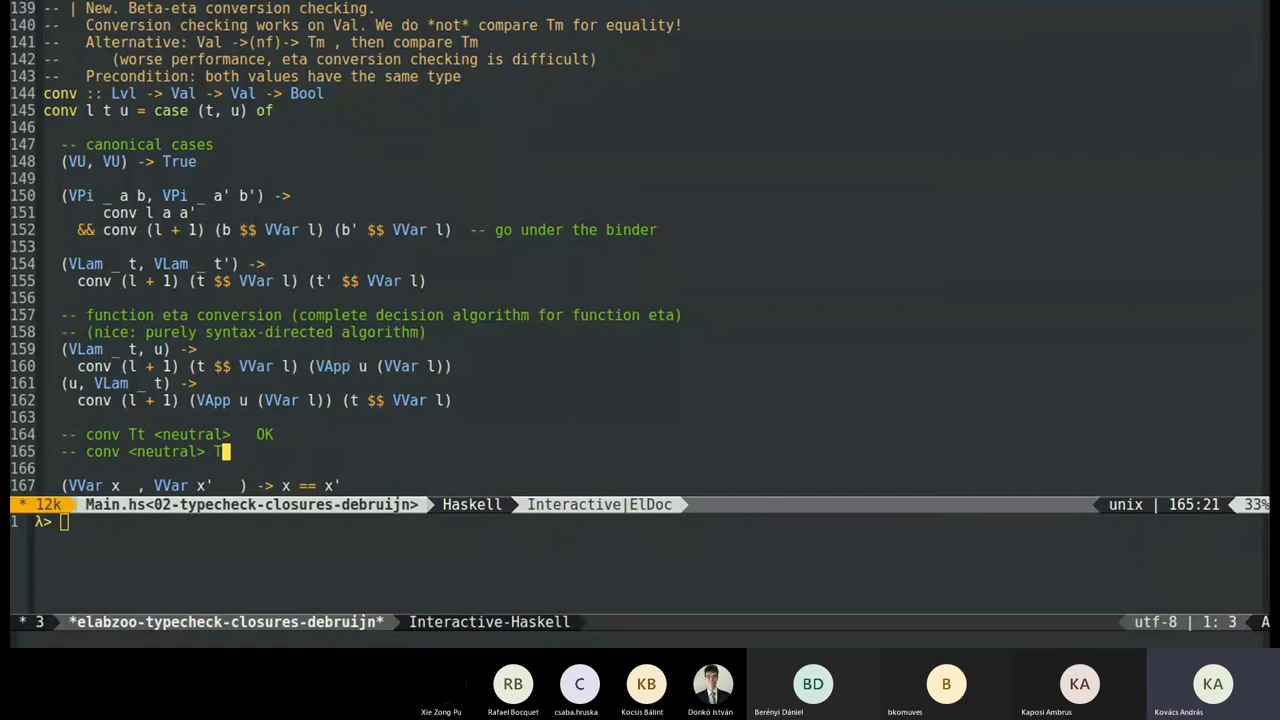 139 -- | New. Beta-eta conversion checking.
140 --   Conversion checking works on Val. We do *not* compare Tm for equality!
141 --   Alternative: Val ->(nf)-> Tm , then compare Tm
142 --      (worse performance, eta conversion checking is difficult)
143 --   Precondition: both values have the same type
144 conv :: Lvl -> Val -> Val -> Bool
145 conv l t u = case (t, u) of
146
147   -- canonical cases
148   (VU, VU) -> True
149
150   (VPi _ a b, VPi _ a' b') ->
151        conv l a a'
152     && conv (l + 1) (b $$ VVar l) (b' $$ VVar l)  -- go under the binder
153
154   (VLam _ t, VLam _ t') ->
155     conv (l + 1) (t $$ VVar l) (t' $$ VVar l)
156
157   -- function eta conversion (complete decision algorithm for function eta)
158   -- (nice: purely syntax-directed algorithm)
159   (VLam _ t, u) ->
160     conv (l + 1) (t $$ VVar l) (VApp u (VVar l))
161   (u, VLam _ t) ->
162     conv (l + 1) (VApp u (VVar l)) (t $$ VVar l)
163
164   -- conv Tt <neutral>   OK
165   -- conv <neutral> T
166
167   (VVar x  , VVar x'   ) -> x == x'
* 12k Main.hs<02-typecheck-closures-debruijn> Haskell Interactive|ElDoc unix | 165:21 33%
1 λ>
* 3 *elabzoo-typecheck-closures-debruijn* Interactive-Haskell utf-8 | 1: 3 A
RB C KB BD B KA KA
Xie Zong Pu Rafael Bocquet csaba.hruska Kocsis Bálint Donkó István Berényi Dániel bkomuves Kaposi Ambrus Kovács András